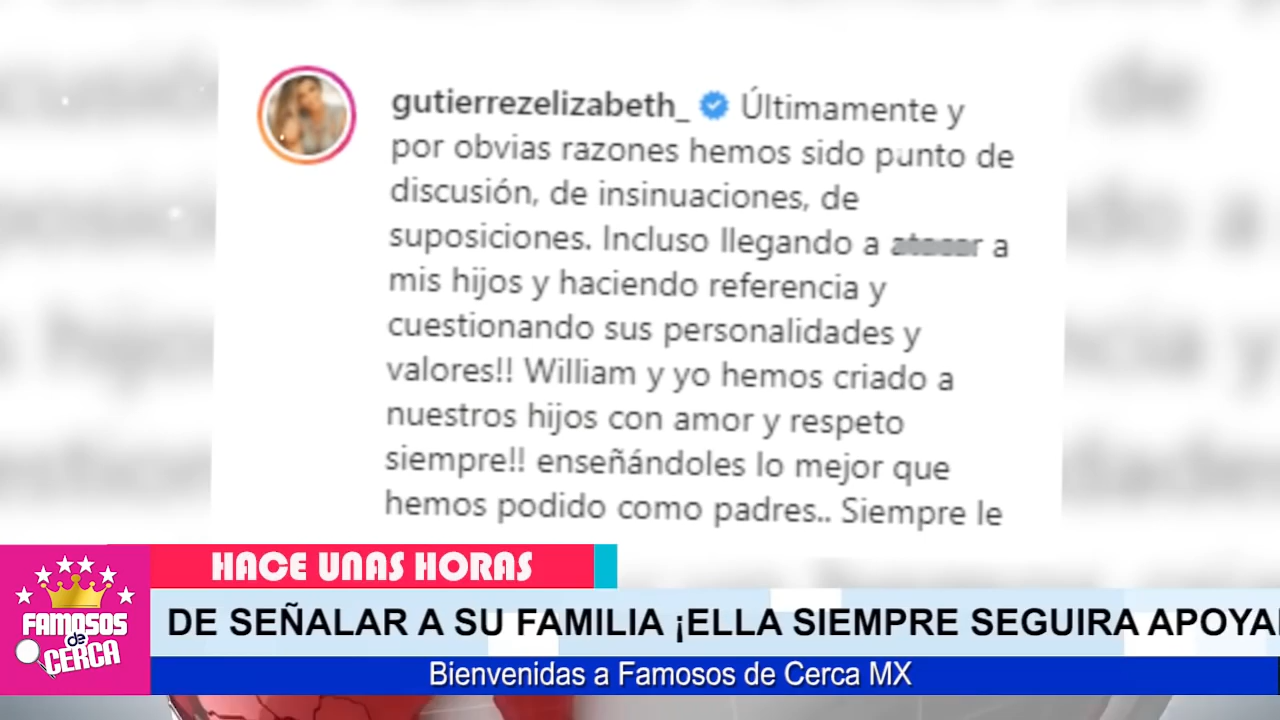 gutierrezelizabeth_ Últimamente y
por obvias razones hemos sido punto de
discusión, de insinuaciones, de
suposiciones. Incluso llegando a atacar a
mis hijos y haciendo referencia y
cuestionando sus personalidades y
valores!! William y yo hemos criado a
nuestros hijos con amor y respeto
siempre!! enseñándoles lo mejor que
hemos podido como padres.. Siempre le
HACE UNAS HORAS
DE SEÑALAR A SU FAMILIA ¡ELLA SIEMPRE SEGUIRA APOYA
FAMOSOS
de
CERCA
Bienvenidas a Famosos de Cerca MX